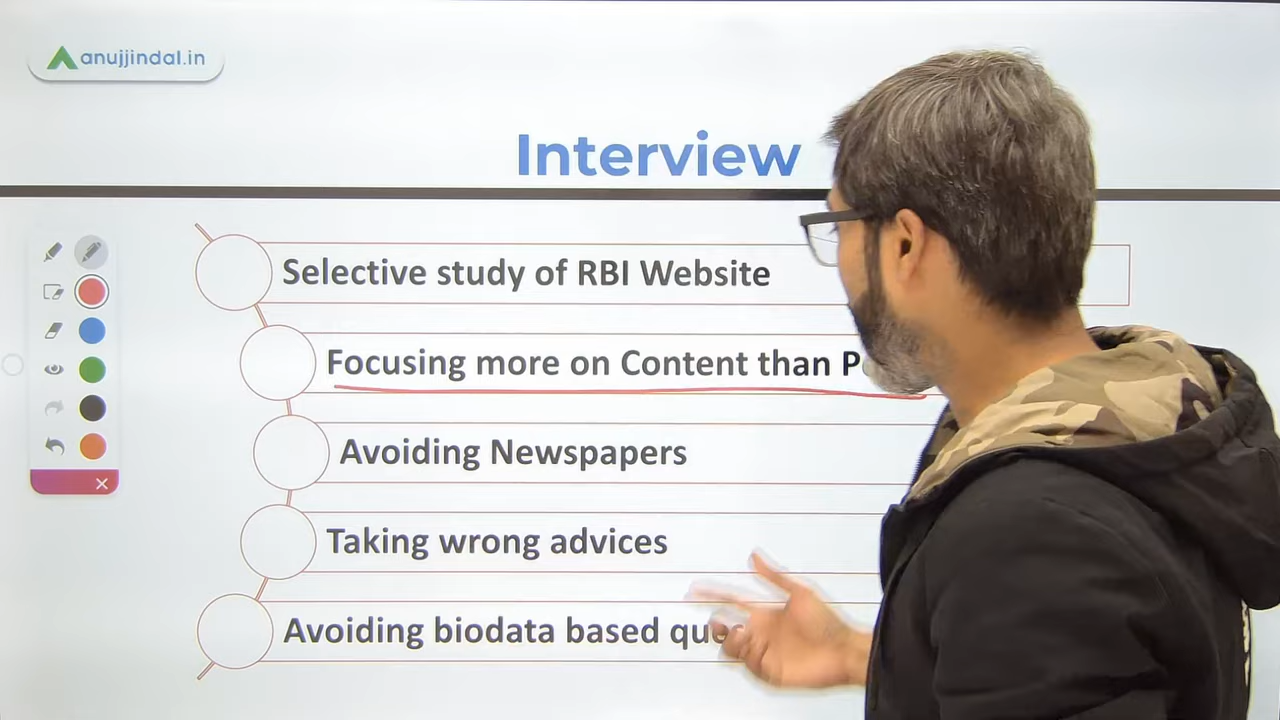 anujjindal.in
Interview
Selective study of RBI Website
Focusing more on Content than
Avoiding Newspapers
Taking wrong advices
Avoiding biodata based